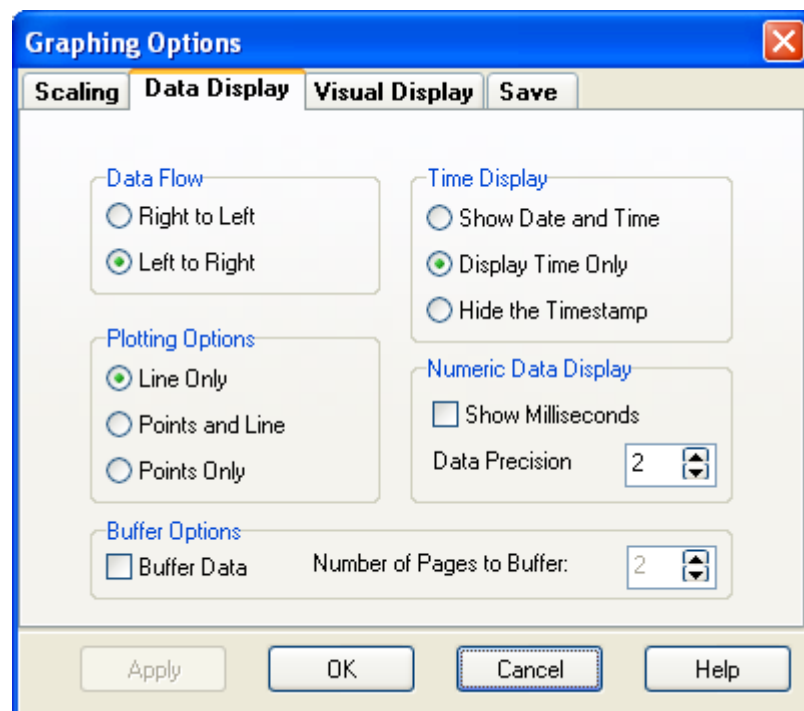 Graphing Options
Scaling Data Display Visual Display Save
Data Flow
Right to Left
Left to Right
Time Display
Show Date and Time
Display Time Only
Hide the Timestamp
Plotting Options
Line Only
Points and Line
Points Only
Numeric Data Display
Show Milliseconds
Data Precision 2
Buffer Options
Buffer Data Number of Pages to Buffer: 2
Apply OK Cancel Help